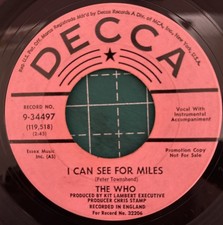 DECCA
RECORD NO.
9-34497
(119,518)
(3:43)
Essex Music
Inc. (AS)
Vocal With
Instrumental
Accompaniment
Promotion Copy
Not For Sale
I CAN SEE FOR MILES
(Peter Townshend)
THE WHO
PRODUCED BY KIT LAMBERT EXECUTIVE
PRODUCER CHRIS STAMP
RECORDED IN ENGLAND
For Record No. 32206